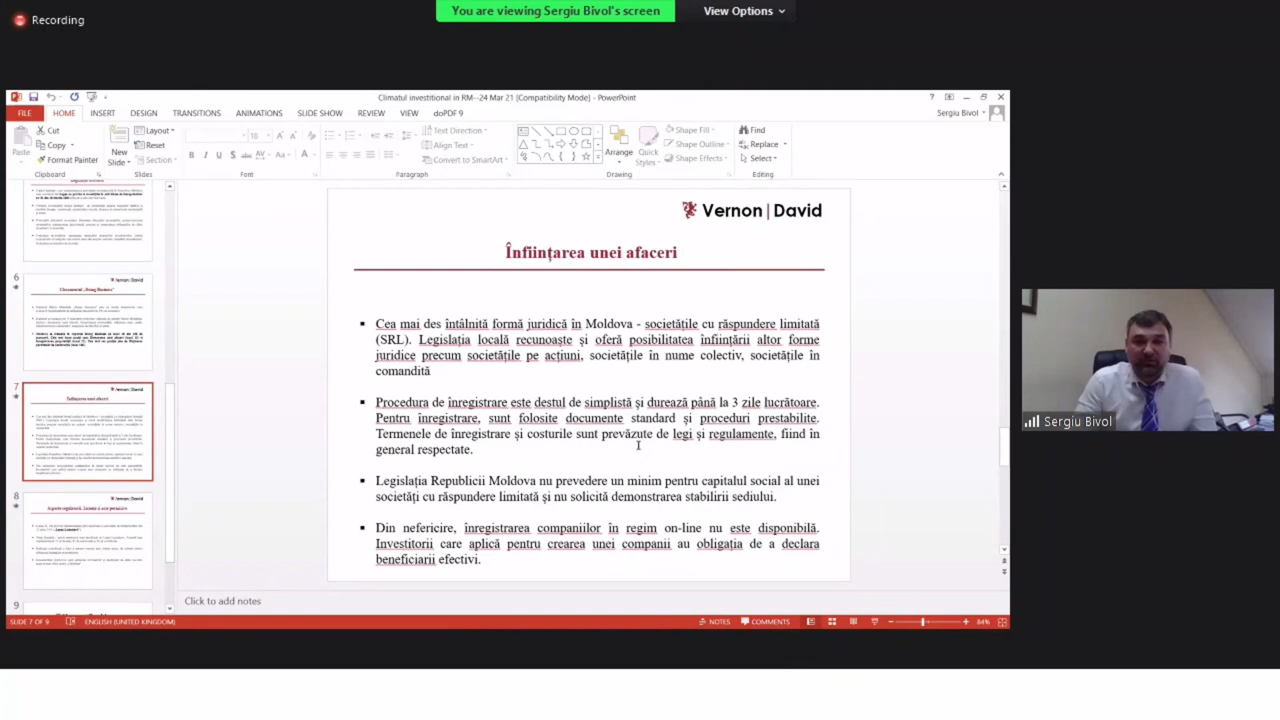 Recording
You are viewing Sergiu Bivol's screen
View Options
Climatul investitional in RM--24 Mar 21 [Compatibility Mode] - PowerPoint
FILE HOME INSERT DESIGN TRANSITIONS ANIMATIONS SLIDE SHOW REVIEW VIEW doPDF 9
Sergiu Bivol
Paste
Cut
Copy
Format Painter
New Slide
Layout
Reset
Section
18
Text Direction
Align Text
Convert to SmartArt
Arrange
Quick Styles
Shape Fill
Shape Outline
Shape Effects
Find
Replace
Select
Clipboard Slides Font Paragraph Drawing Editing
6
7
8
9
Vernon|David
Înființarea unei afaceri
Cea mai des întâlnită formă juridică în Moldova - societățile cu răspundere limitată
(SRL). Legislația locală recunoaște și oferă posibilitatea înființării altor forme
juridice precum societățile pe acțiuni, societățile în nume colectiv, societățile în
comandită
Procedura de înregistrare este destul de simplistă și durează până la 3 zile lucrătoare.
Pentru înregistrare, sunt folosite documente standard și proceduri prestabilite.
Termenele de înregistrare și costurile sunt prevăzute de legi și regulamente, fiind în
general respectate.
Legislația Republicii Moldova nu prevedere un minim pentru capitalul social al unei
societăți cu răspundere limitată și nu solicită demonstrarea stabilirii sediului.
Din nefericire, înregistrarea companiilor în regim on-line nu este disponibilă.
Investitorii care aplică pentru crearea unei companii au obligația de a declara
beneficiarii efectivi.
Click to add notes
SLIDE 7 OF 9 ENGLISH (UNITED KINGDOM) NOTES COMMENTS 84%
Sergiu Bivol